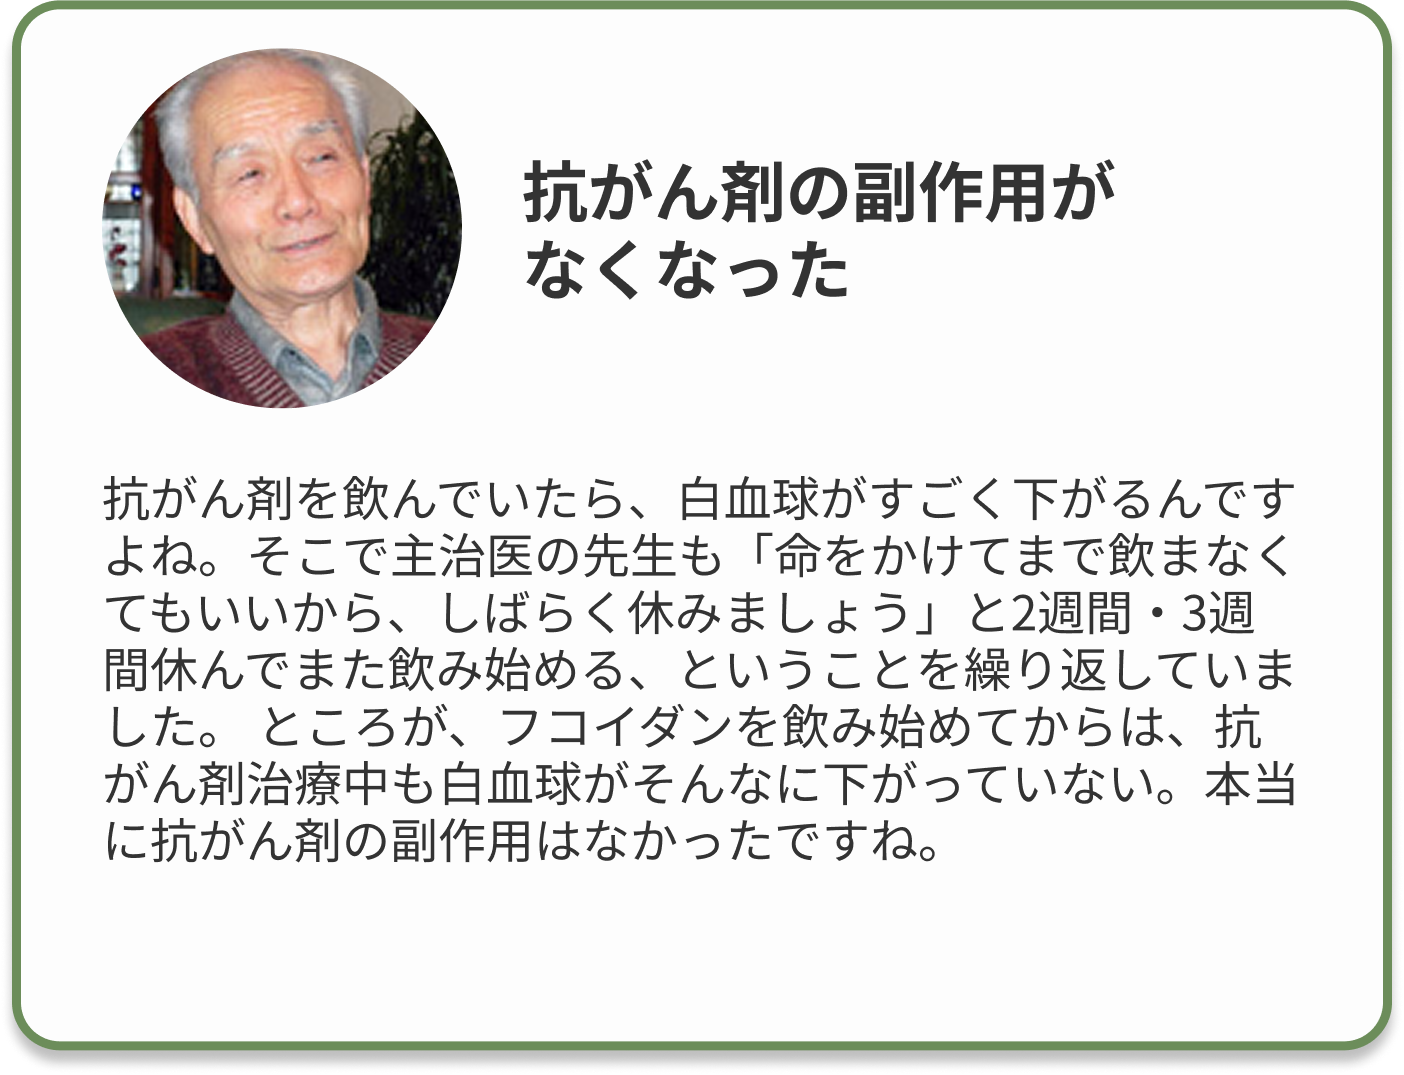 抗がん剤の副作用が
なくなった
抗がん剤を飲んでいたら、白血球がすごく下がるんです
よね。そこで主治医の先生も「命をかけてまで飲まなく
てもいいから、しばらく休みましょう」と2週間・3週
間休んでまた飲み始める、ということを繰り返していま
した。 ところが、フコイダンを飲み始めてからは、抗
がん剤治療中も白血球がそんなに下がっていない。本当
に抗がん剤の副作用はなかったですね。